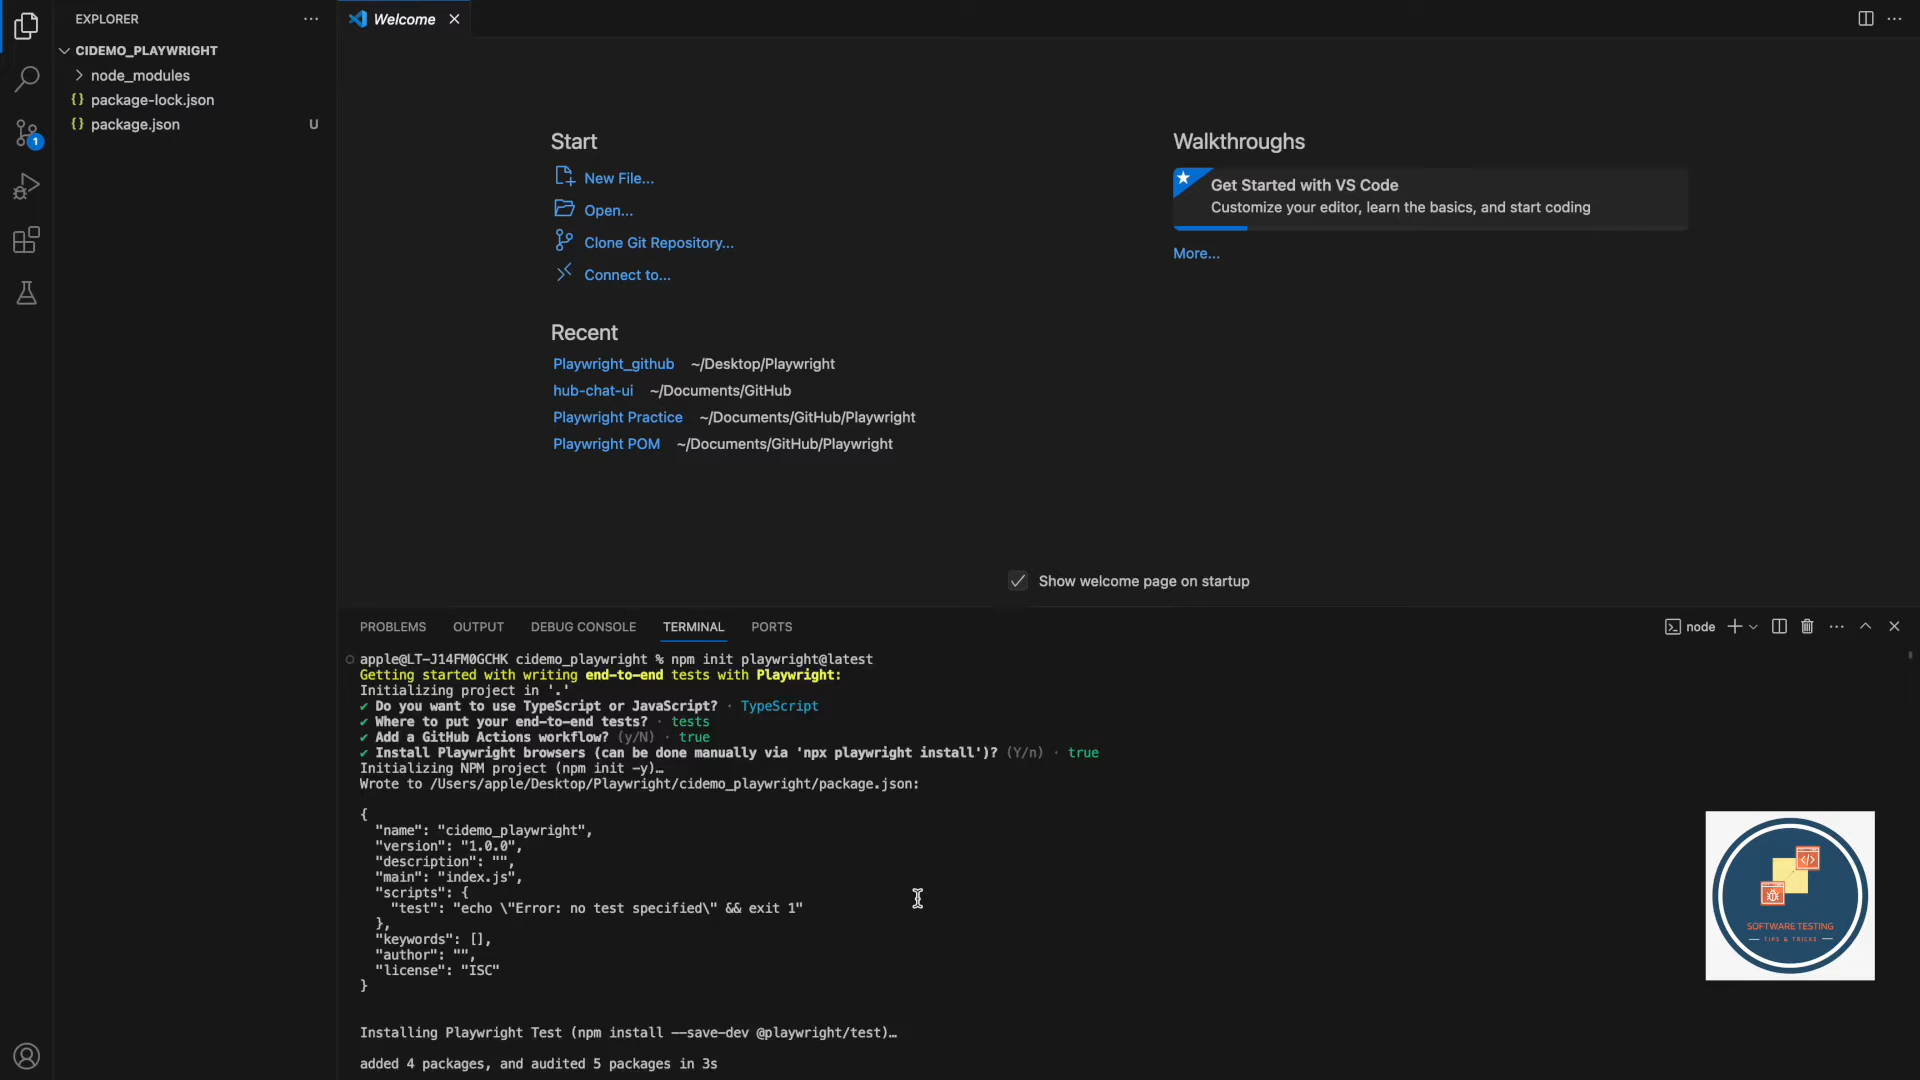 EXPLORER
CIDEMO_PLAYWRIGHT
node_modules
{} package-lock.json
{} package.json U
1
Welcome
Start
New File...
Open...
Clone Git Repository...
Connect to...
Recent
Playwright_github ~/Desktop/Playwright
hub-chat-ui ~/Documents/GitHub
Playwright Practice ~/Documents/GitHub/Playwright
Playwright POM ~/Documents/GitHub/Playwright
Walkthroughs
Get Started with VS Code
Customize your editor, learn the basics, and start coding
More...
Show welcome page on startup
PROBLEMS OUTPUT DEBUG CONSOLE TERMINAL PORTS
node
apple@LT-J14FM0GCHK cidemo_playwright % npm init playwright@latest
Getting started with writing end-to-end tests with Playwright:
Initializing project in '.'
✔ Do you want to use TypeScript or JavaScript? · TypeScript
✔ Where to put your end-to-end tests? · tests
✔ Add a GitHub Actions workflow? (y/N) · true
✔ Install Playwright browsers (can be done manually via 'npx playwright install')? (Y/n) · true
Initializing NPM project (npm init -y)…
Wrote to /Users/apple/Desktop/Playwright/cidemo_playwright/package.json:
{
"name": "cidemo_playwright",
"version": "1.0.0",
"description": "",
"main": "index.js",
"scripts": {
"test": "echo \"Error: no test specified\" && exit 1"
},
"keywords": [],
"author": "",
"license": "ISC"
}
Installing Playwright Test (npm install --save-dev @playwright/test)…
added 4 packages, and audited 5 packages in 3s
</>
SOFTWARE TESTING
TIPS & TRICKS